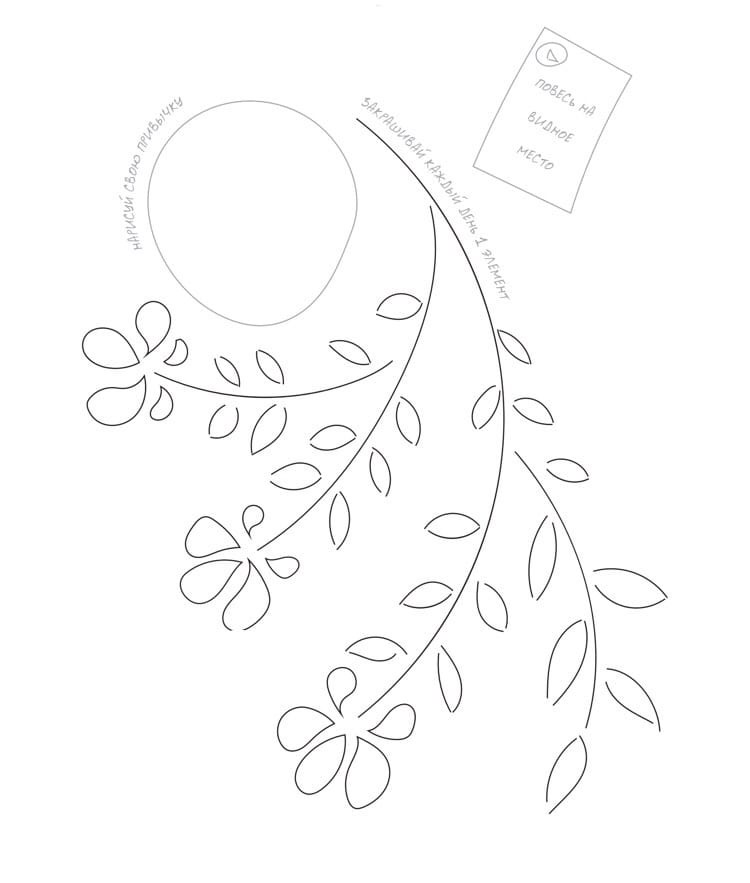 НАРИСУЙ СВОЮ ПРИВЫЧКУ
ЗАКРАШИВАЙ КАЖДЫЙ ДЕНЬ 1 ЭЛЕМЕНТ
ПОВЕСЬ НА
ВИДНОЕ
МЕСТО